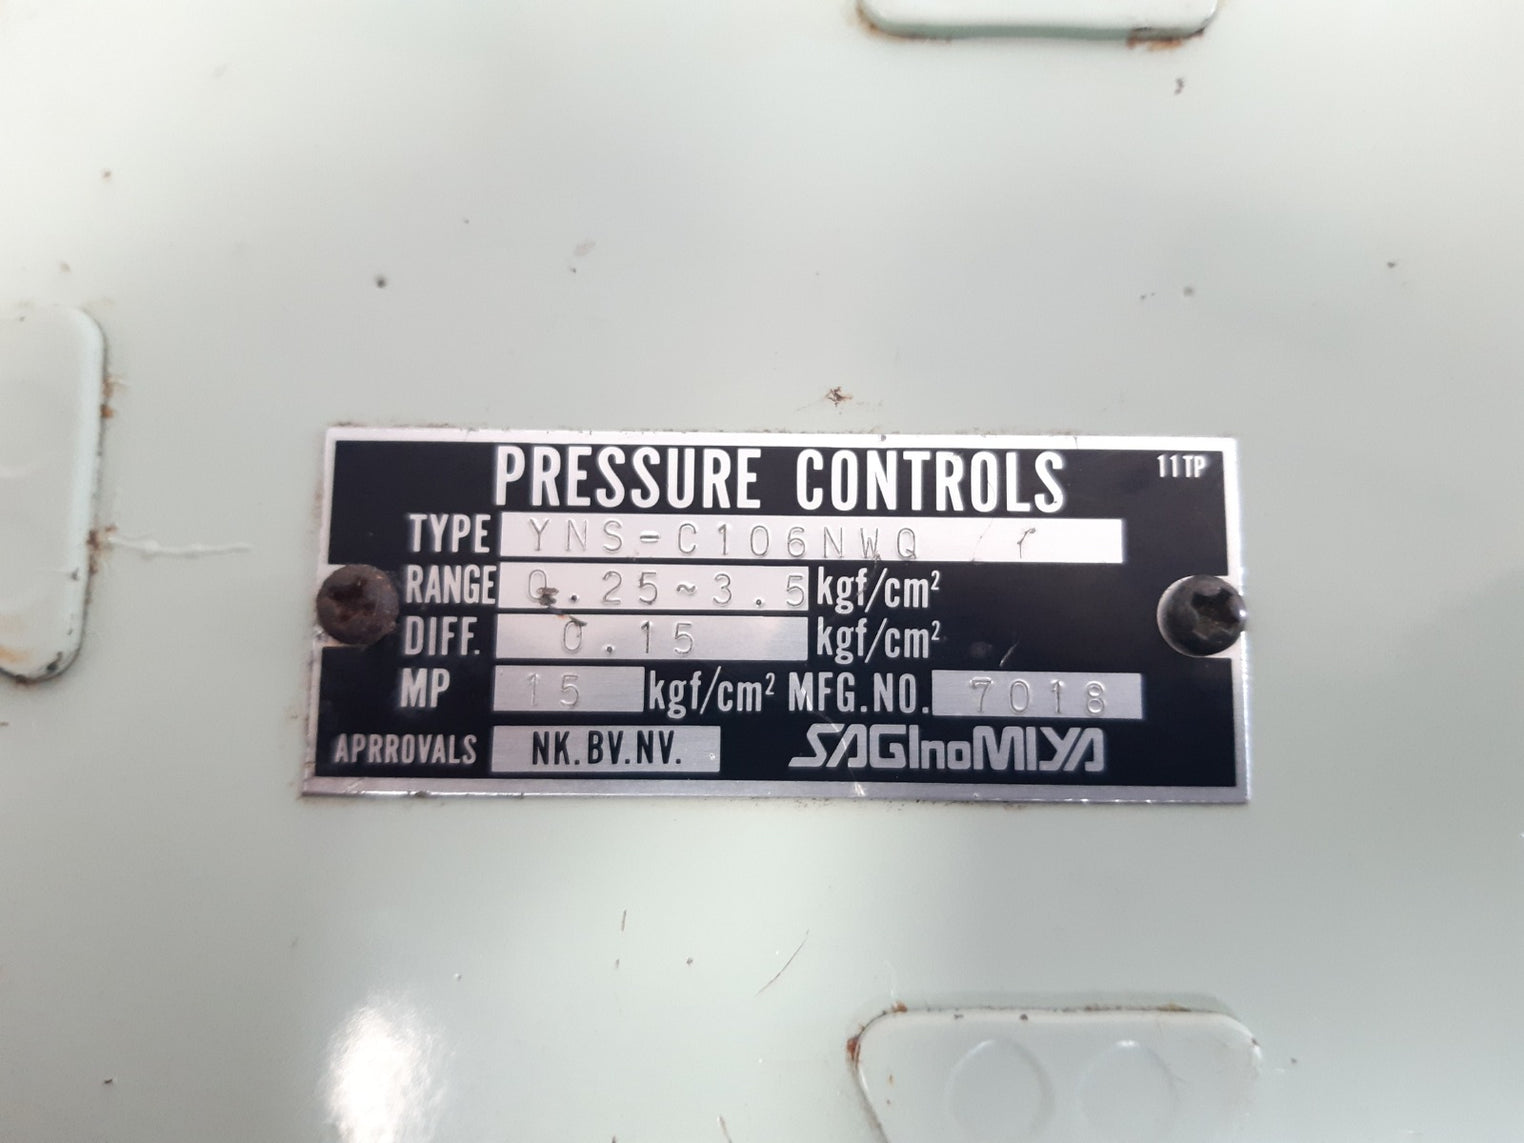 PRESSURE CONTROLS 11TP
TYPE YNS-C106NWQ
RANGE 0.25~3.5 kgf/cm²
DIFF. 0.15 kgf/cm²
MP 15 kgf/cm² MFG.NO. 7018
APRROVALS NK.BV.NV. SAGInoMIYA